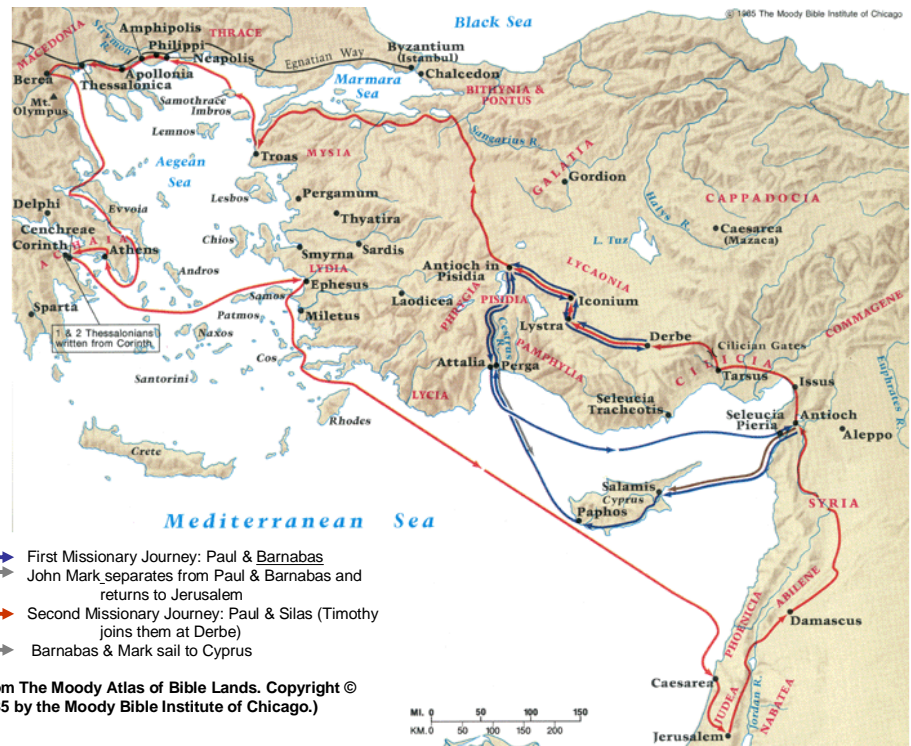 © 1985 The Moody Bible Institute of Chicago
Black Sea
MACEDONIA
Strymon R.
Amphipolis
Philippi
THRACE
Neapolis
Egnatian Way
Byzantium
(Istanbul)
Chalcedon
Berea
Apollonia
Thessalonica
Marmara
Sea
BITHYNIA &
PONTUS
Mt.
Olympus
Samothrace
Imbros
Lemnos
Sangarius R.
Aegean
Sea
Troas
MYSIA
GALATIA
Gordion
Halys R.
CAPPADOCIA
Lesbos
Pergamum
Thyatira
Delphi
Evvoia
Cenchreae
Corinth
ACHAIA
Athens
Chios
Smyrna
Sardis
L. Tuz
Caesarea
(Mazaca)
LYDIA
Ephesus
Andros
Antioch in
Pisidia
LYCAONIA
Samos
Laodicea
PHRYGIA
PISIDIA
Iconium
COMMAGENE
Sparta
Patmos
Miletus
Naxos
Lystra
Derbe
Cilician Gates
1 & 2 Thessalonians
written from Corinth.
Cestrus R.
PAMPHYLIA
CILICIA
Cos
Attalia
Perga
Tarsus
Issus
Euphrates R.
Santorini
LYCIA
Seleucia
Tracheotis
Rhodes
Seleucia
Pieria
Antioch
Aleppo
Crete
Salamis
Cyprus
Paphos
SYRIA
Mediterranean Sea
First Missionary Journey: Paul & Barnabas
John Mark separates from Paul & Barnabas and
returns to Jerusalem
Second Missionary Journey: Paul & Silas (Timothy
joins them at Derbe)
Barnabas & Mark sail to Cyprus
PHOENICIA
ABILENE
Damascus
om The Moody Atlas of Bible Lands. Copyright ©
85 by the Moody Bible Institute of Chicago.)
Caesarea
JUDEA
Jordan R.
NABATEA
Jerusalem
MI. 0 50 100 150
KM. 0 50 100 150